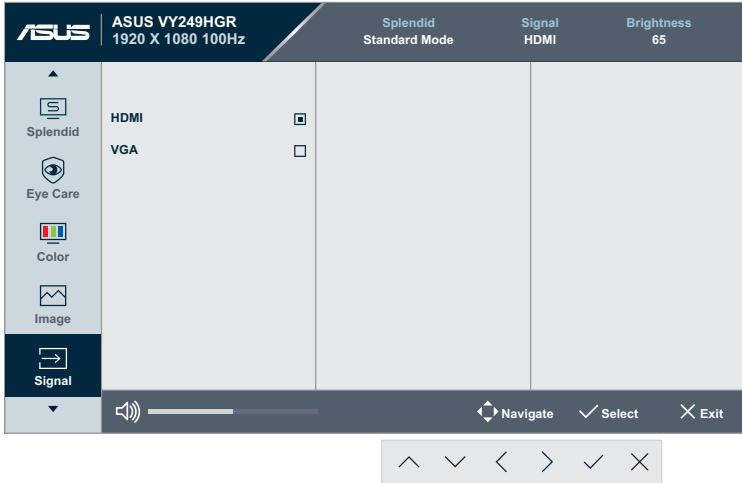 ASUS
ASUS VY249HGR
1920 X 1080 100Hz
Splendid
Standard Mode
Signal
HDMI
Brightness
65
Splendid
Eye Care
Color
Image
Signal
HDMI
VGA
Navigate
Select
Exit